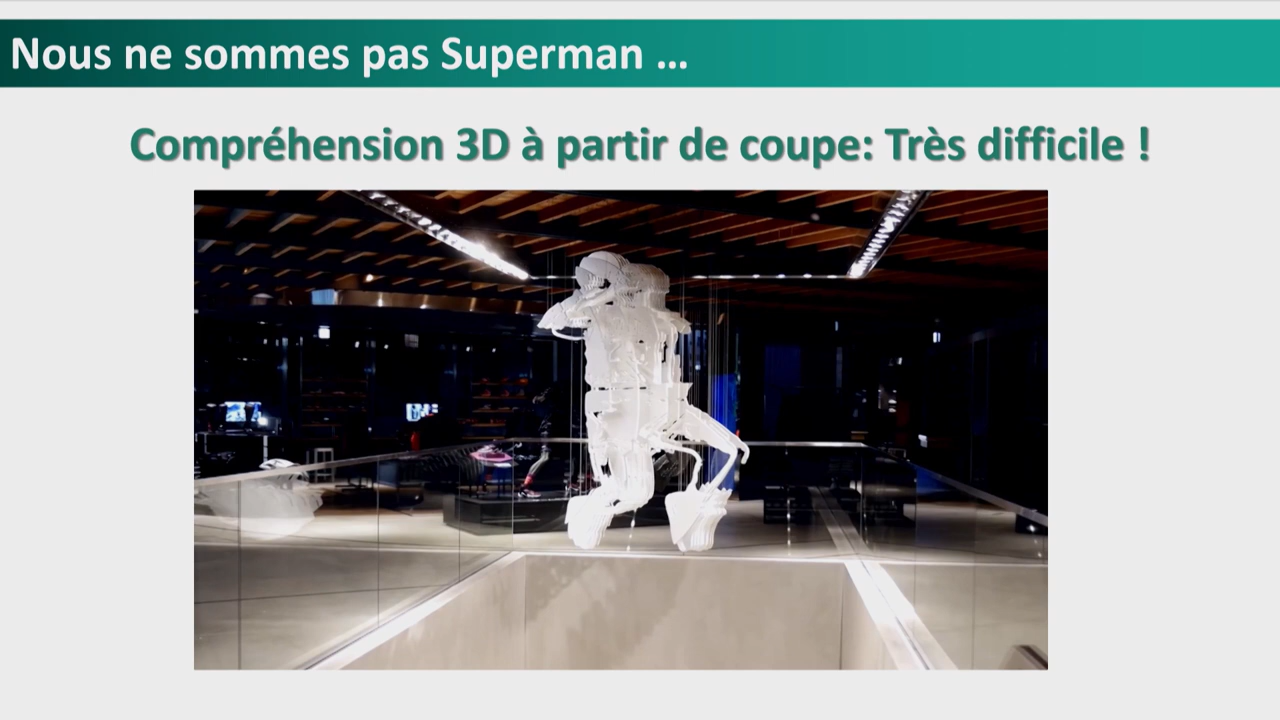 Nous ne sommes pas Superman ...
Compréhension 3D à partir de coupe: Très difficile !